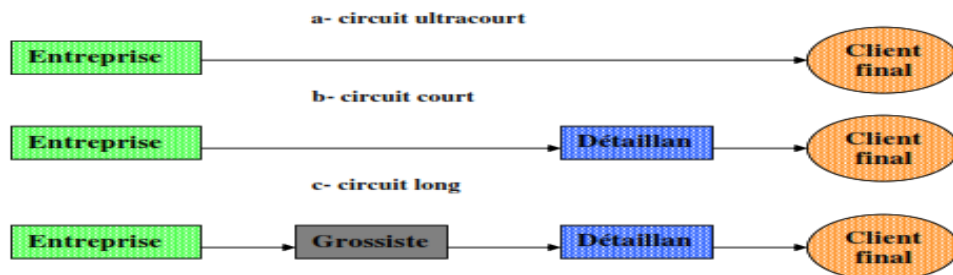 a- circuit ultracourt
Entreprise
Client
final
b- circuit court
Entreprise
Détaillan
Client
final
c- circuit long
Entreprise
Grossiste
Détaillan
Client
final